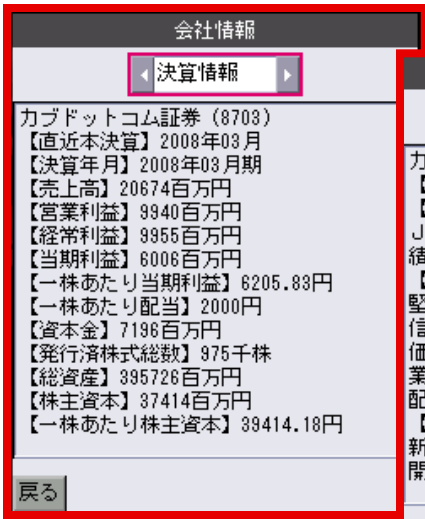 会社情報
決算情報
カブドットコム証券 (8703)
【直近本決算】2008年03月
【決算年月】2008年03月期
【売上高】20674百万円
【営業利益】9940百万円
【経常利益】9955百万円
【当期利益】6006百万円
【一株あたり当期利益】6205.83円
【一株あたり配当】2000円
【資本金】7196百万円
【発行済株式総数】975千株
【総資産】395726百万円
【株主資本】37414百万円
【一株あたり株主資本】39414.18円
戻る